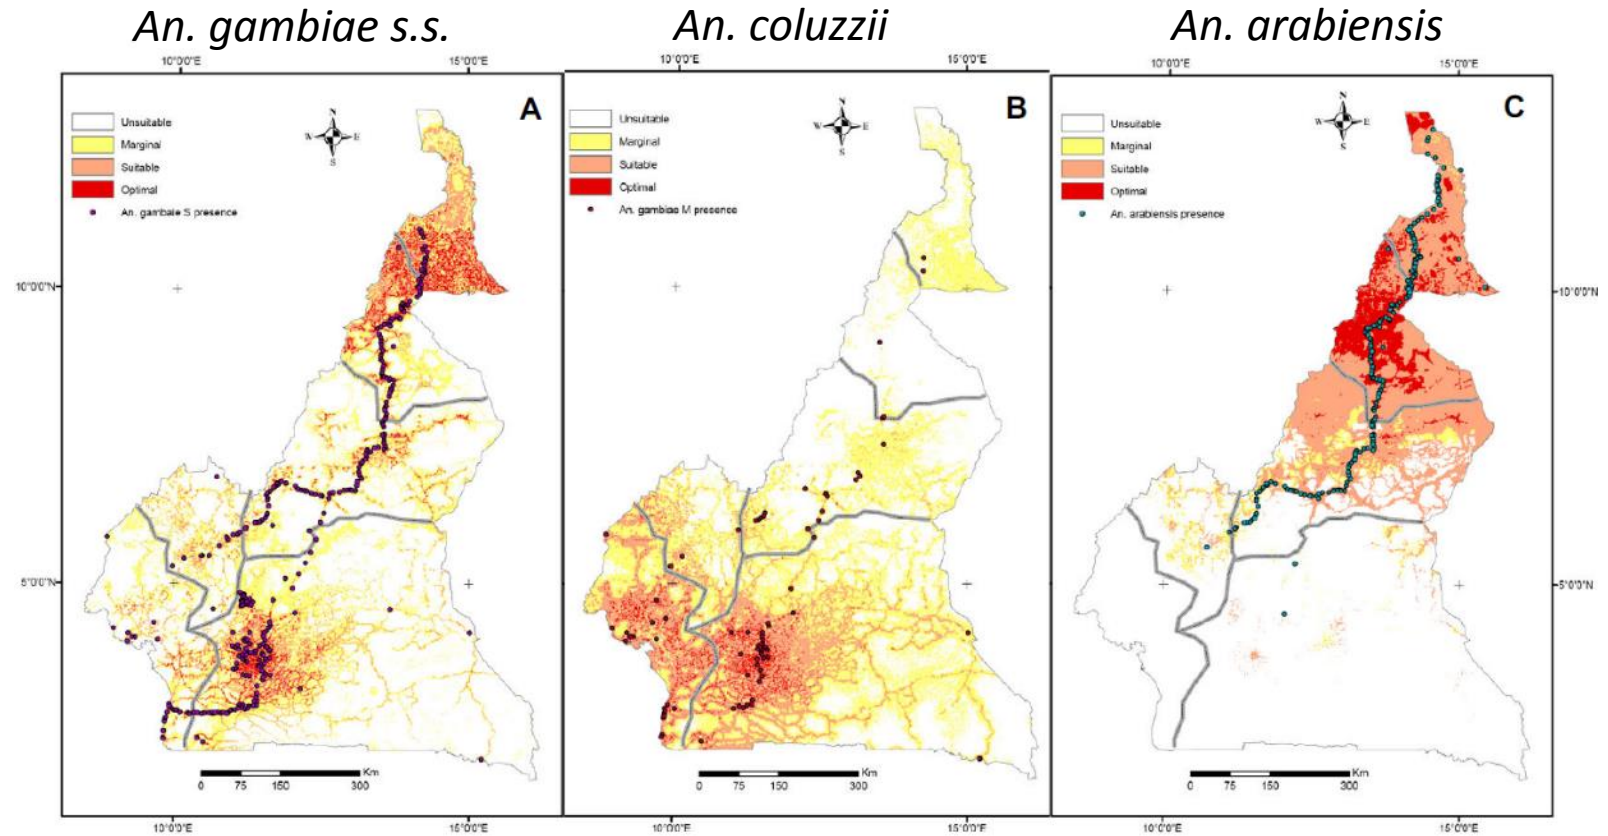 An. gambiae s.s.
An. coluzzii
An. arabiensis
10°0'0"E
15°0'0"E
10°0'0"E
15°0'0"E
10°0'0"E
15°0'0"E
A
Unsuitable
Marginal
Suitable
Optimal
An. gambaie S presence
N
W
E
S
B
Unsuitable
Marginal
Suitable
Optimal
An. gambiae M presence
N
W
E
S
C
Unsuitable
Marginal
Suitable
Optimal
An. arabiensis presence
N
W
E
S
10°0'0"N
10°0'0"N
5°0'0"N
5°0'0"N
Km
0 75 150 300
Km
0 75 150 300
Km
0 75 150 300
10°0'0"E
15°0'0"E
10°0'0"E
15°0'0"E
10°0'0"E
15°0'0"E